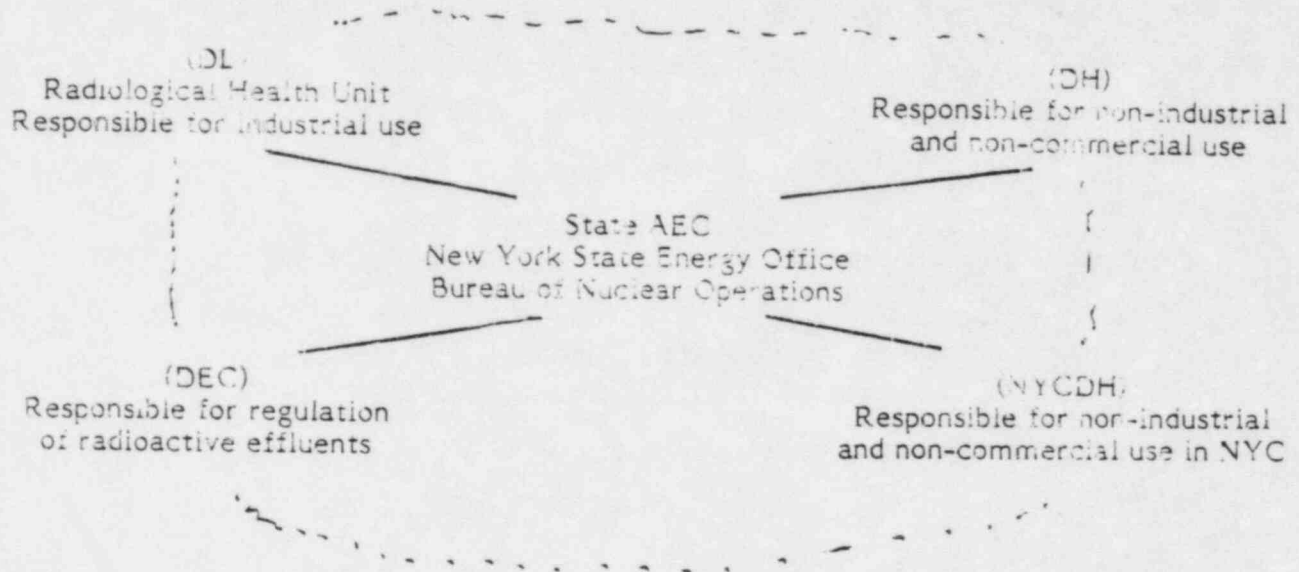 (DL)
Radiological Health Unit
Responsible for industrial use
(DH)
Responsible for non-industrial
and non-commercial use
State AEC
New York State Energy Office
Bureau of Nuclear Operations
(DEC)
Responsible for regulation
of radioactive effluents
(NYCDH)
Responsible for non-industrial
and non-commercial use in NYC